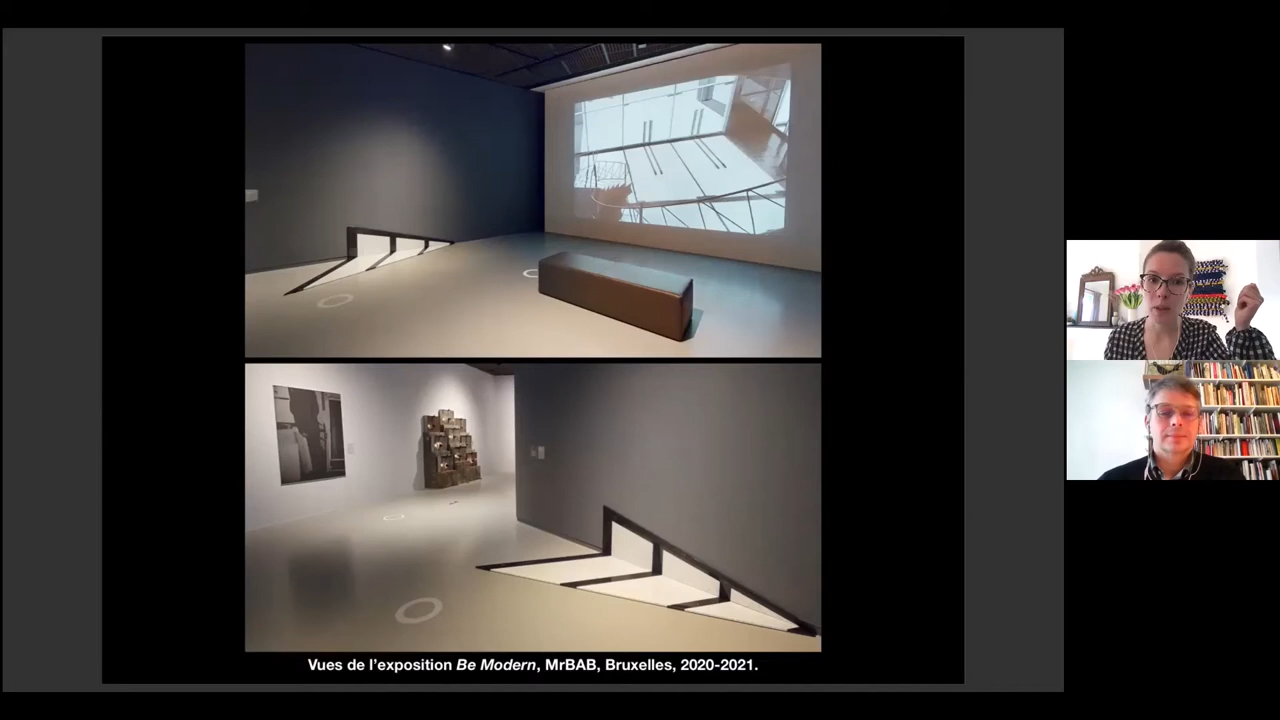 Vues de l’exposition Be Modern, MrBAB, Bruxelles, 2020-2021.